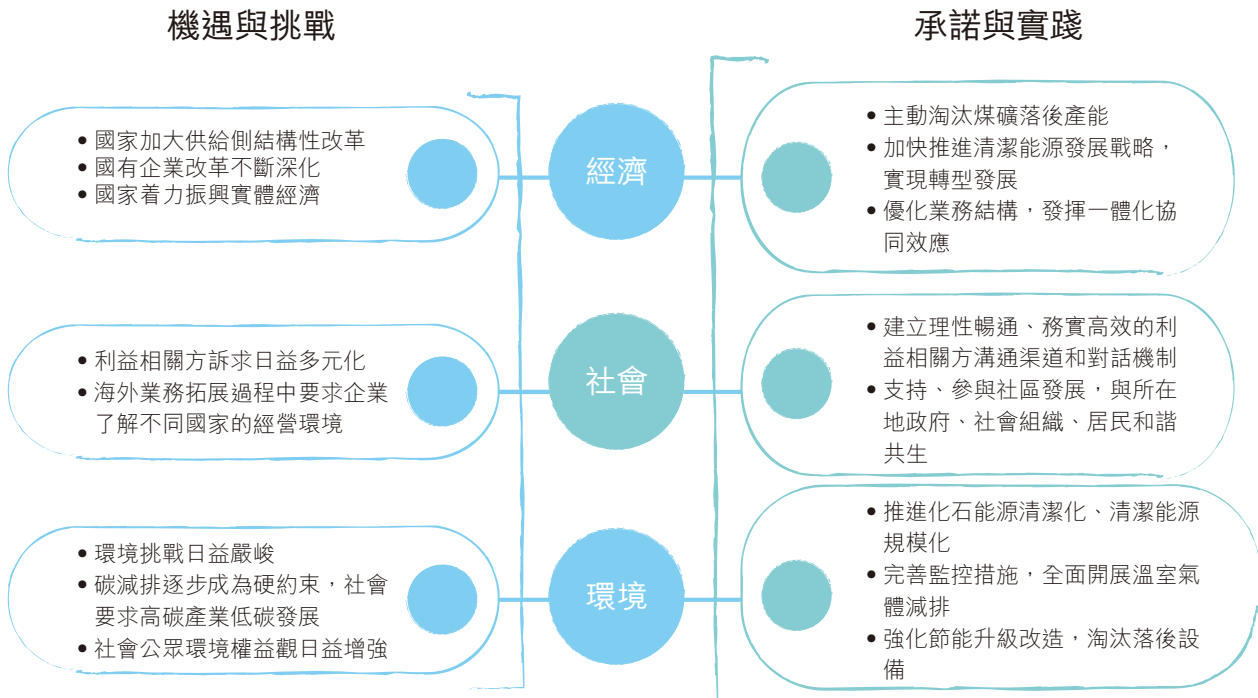 機遇與挑戰
承諾與實踐
• 國家加大供給側結構性改革
• 國有企業改革不斷深化
• 國家着力振興實體經濟
經濟
• 主動淘汰煤礦落後產能
• 加快推進清潔能源發展戰略，
實現轉型發展
• 優化業務結構，發揮一體化協
同效應
• 利益相關方訴求日益多元化
• 海外業務拓展過程中要求企業
了解不同國家的經營環境
社會
• 建立理性暢通、務實高效的利
益相關方溝通渠道和對話機制
• 支持、參與社區發展，與所在
地政府、社會組織、居民和諧
共生
• 環境挑戰日益嚴峻
• 碳減排逐步成為硬約束，社會
要求高碳產業低碳發展
• 社會公眾環境權益觀日益增強
環境
• 推進化石能源清潔化、清潔能源
規模化
• 完善監控措施，全面開展溫室氣
體減排
• 強化節能升級改造，淘汰落後設
備